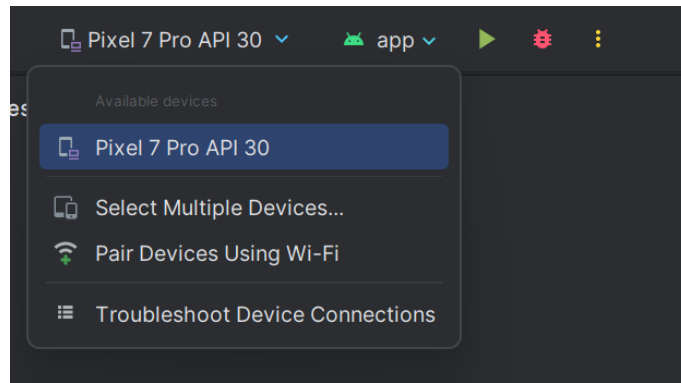 Pixel 7 Pro API 30
app
es
Available devices
Pixel 7 Pro API 30
Select Multiple Devices...
Pair Devices Using Wi-Fi
Troubleshoot Device Connections